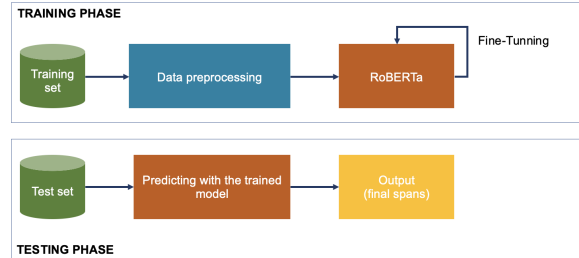 TRAINING PHASE
Fine-Tunning
Training
set
Data preprocessing
RoBERTa
Test set
Predicting with the trained
model
Output
(final spans)
TESTING PHASE